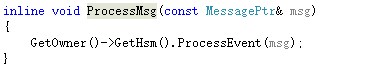 inline void ProcessMsg(const MessagePtr& msg)
{
    GetOwner()->GetHsm().ProcessEvent(msg);
}